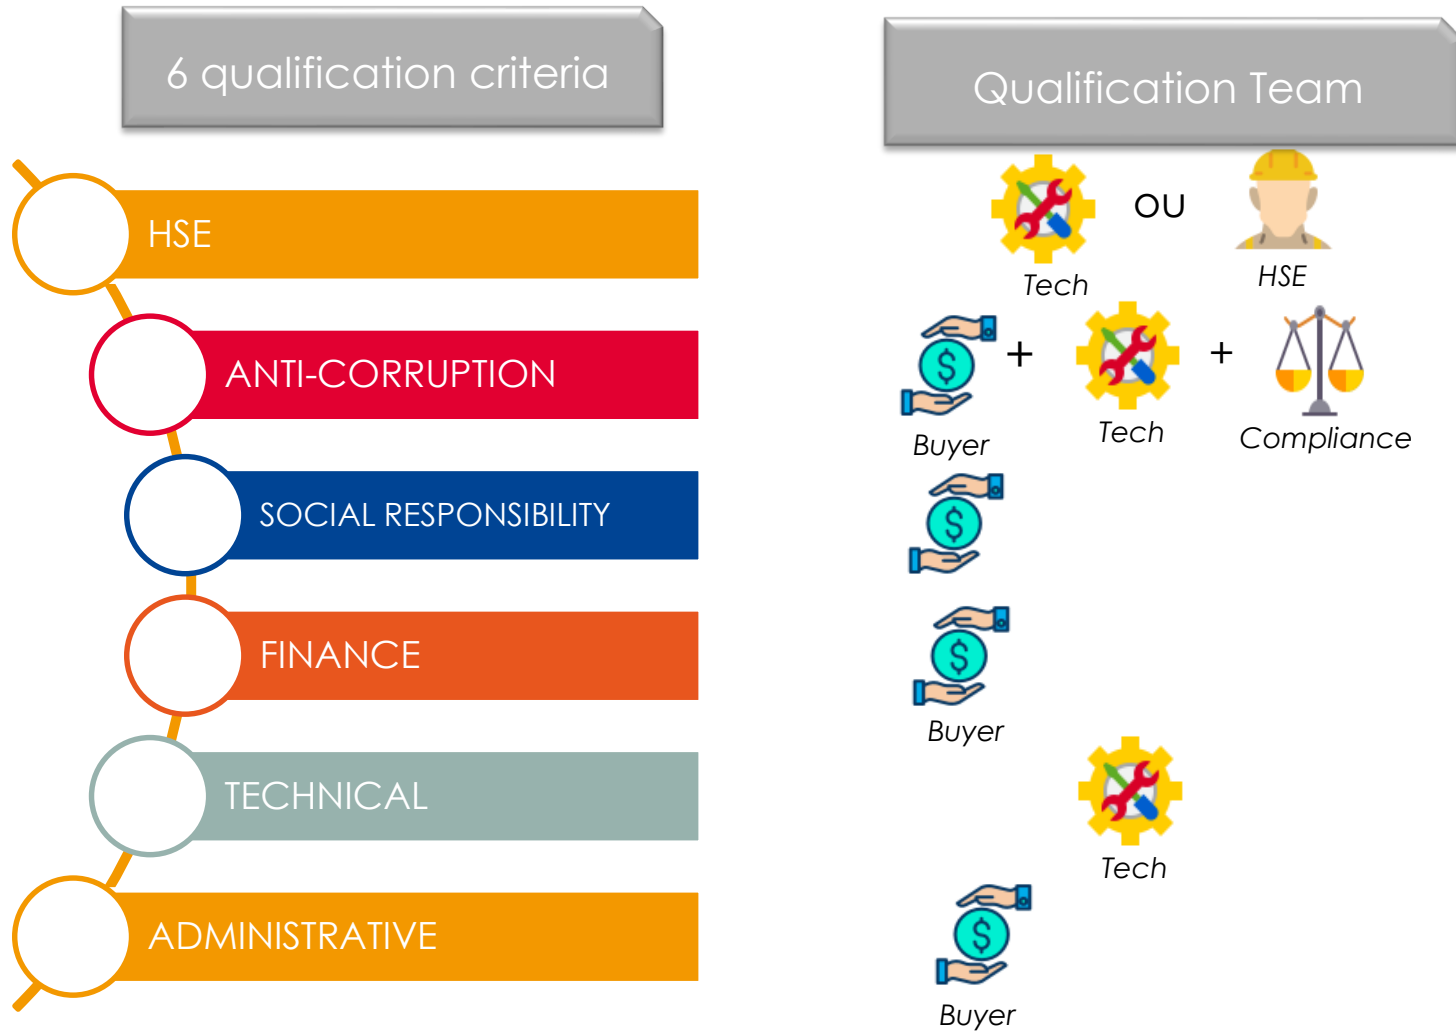 6 qualification criteria
Qualification Team
HSE
ou
Tech
HSE
ANTI-CORRUPTION
+
+
Buyer
Tech
Compliance
SOCIAL RESPONSIBILITY
$
$
FINANCE
$
Buyer
TECHNICAL
Tech
ADMINISTRATIVE
$
Buyer